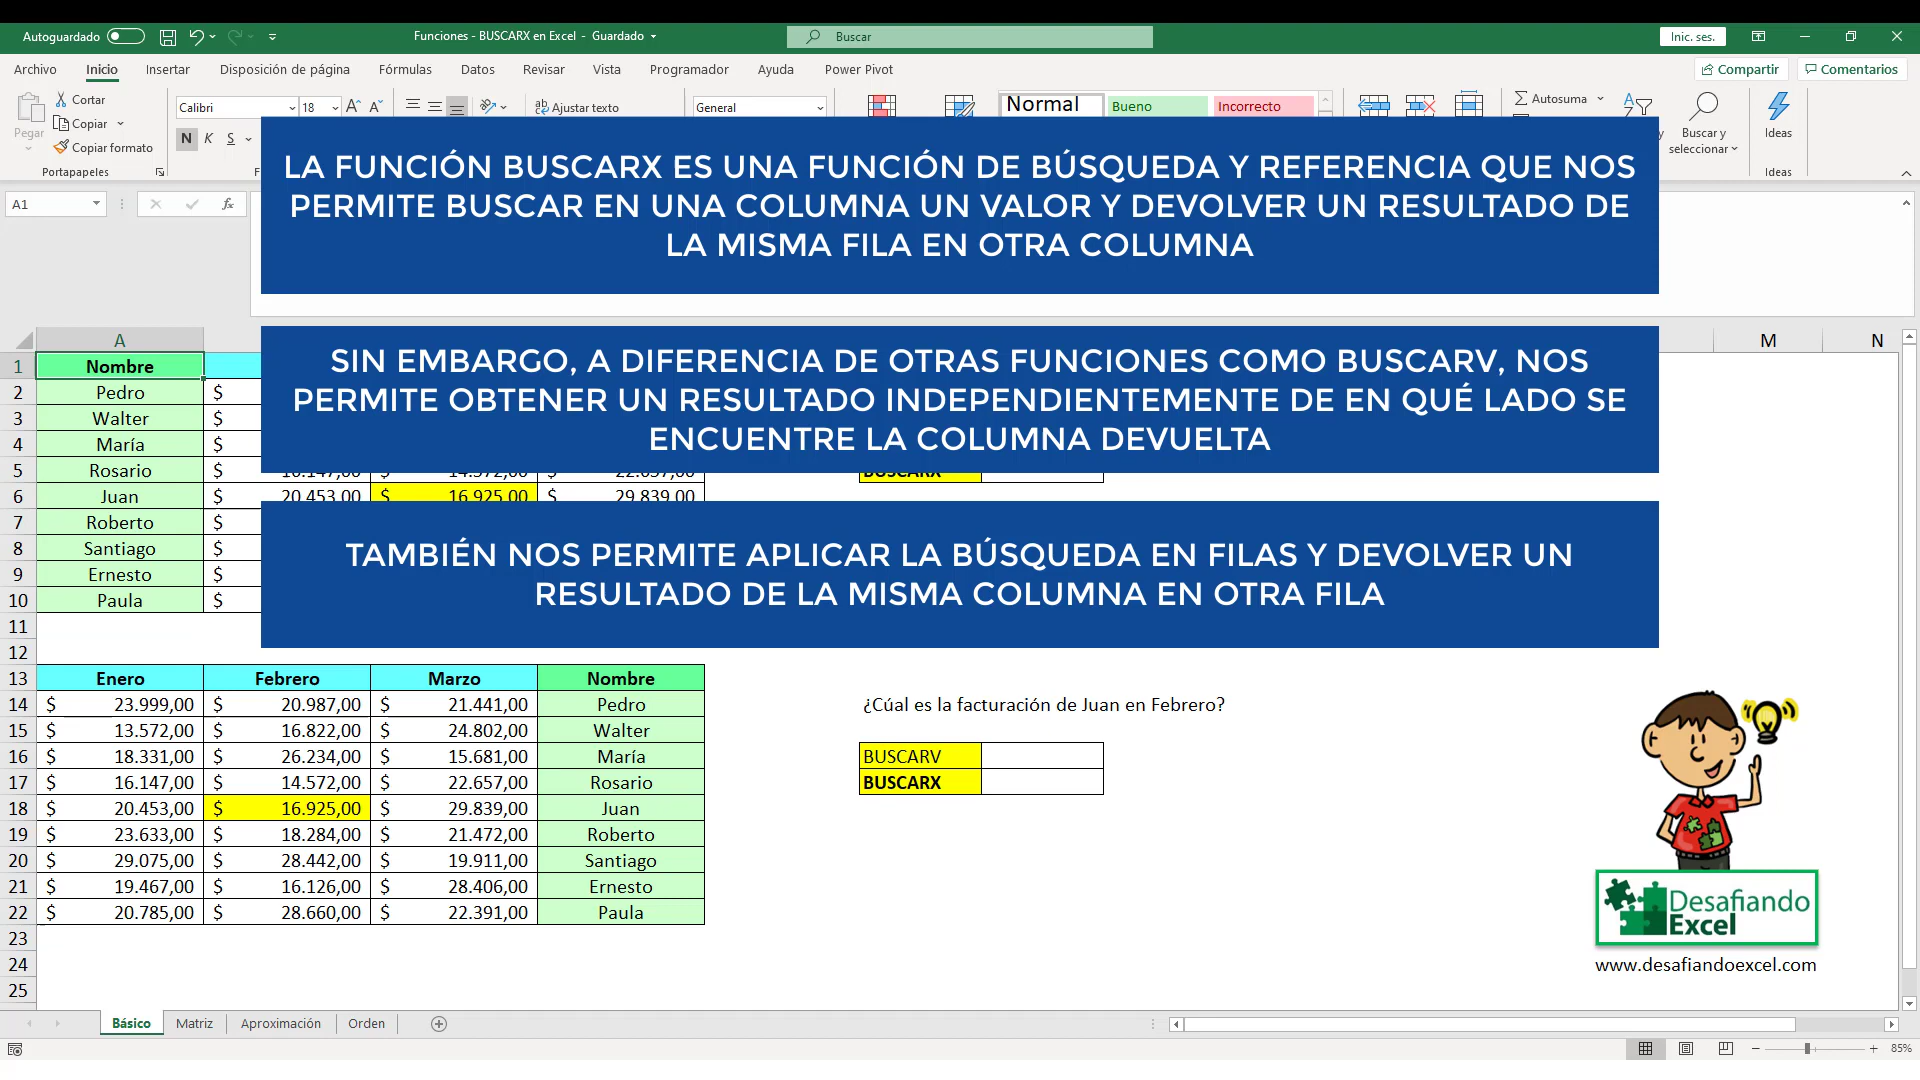 Autoguardado
Funciones - BUSCARX en Excel - Guardado
Buscar
Inic. ses.
Archivo Inicio Insertar Disposición de página Fórmulas Datos Revisar Vista Programador Ayuda Power Pivot Compartir Comentarios
Pegar
Cortar
Copiar
Copiar formato
Portapapeles
Calibri 18
N K S
Ajustar texto
General
Normal Bueno Incorrecto
Autosuma
Buscar y
seleccionar
Ideas
Ideas
A1
fx
LA FUNCIÓN BUSCARX ES UNA FUNCIÓN DE BÚSQUEDA Y REFERENCIA QUE NOS
PERMITE BUSCAR EN UNA COLUMNA UN VALOR Y DEVOLVER UN RESULTADO DE
LA MISMA FILA EN OTRA COLUMNA
SIN EMBARGO, A DIFERENCIA DE OTRAS FUNCIONES COMO BUSCARV, NOS
PERMITE OBTENER UN RESULTADO INDEPENDIENTEMENTE DE EN QUÉ LADO SE
ENCUENTRE LA COLUMNA DEVUELTA
TAMBIÉN NOS PERMITE APLICAR LA BÚSQUEDA EN FILAS Y DEVOLVER UN
RESULTADO DE LA MISMA COLUMNA EN OTRA FILA
A M N
1 Nombre
2 Pedro $
3 Walter $
4 María $
5 Rosario $ 16.147,00 $ 14.572,00 $ 22.657,00 BUSCARX
6 Juan $ 20.453,00 $ 16.925,00 $ 29.839,00
7 Roberto $
8 Santiago $
9 Ernesto $
10 Paula $
11
12
13 Enero Febrero Marzo Nombre
14 $ 23.999,00 $ 20.987,00 $ 21.441,00 Pedro ¿Cúal es la facturación de Juan en Febrero?
15 $ 13.572,00 $ 16.822,00 $ 24.802,00 Walter
16 $ 18.331,00 $ 26.234,00 $ 15.681,00 María BUSCARV
17 $ 16.147,00 $ 14.572,00 $ 22.657,00 Rosario BUSCARX
18 $ 20.453,00 $ 16.925,00 $ 29.839,00 Juan
19 $ 23.633,00 $ 18.284,00 $ 21.472,00 Roberto
20 $ 29.075,00 $ 28.442,00 $ 19.911,00 Santiago
21 $ 19.467,00 $ 16.126,00 $ 28.406,00 Ernesto
22 $ 20.785,00 $ 28.660,00 $ 22.391,00 Paula
23
24
25
Desafiando
Excel
www.desafiandoexcel.com
Básico Matriz Aproximación Orden
85%